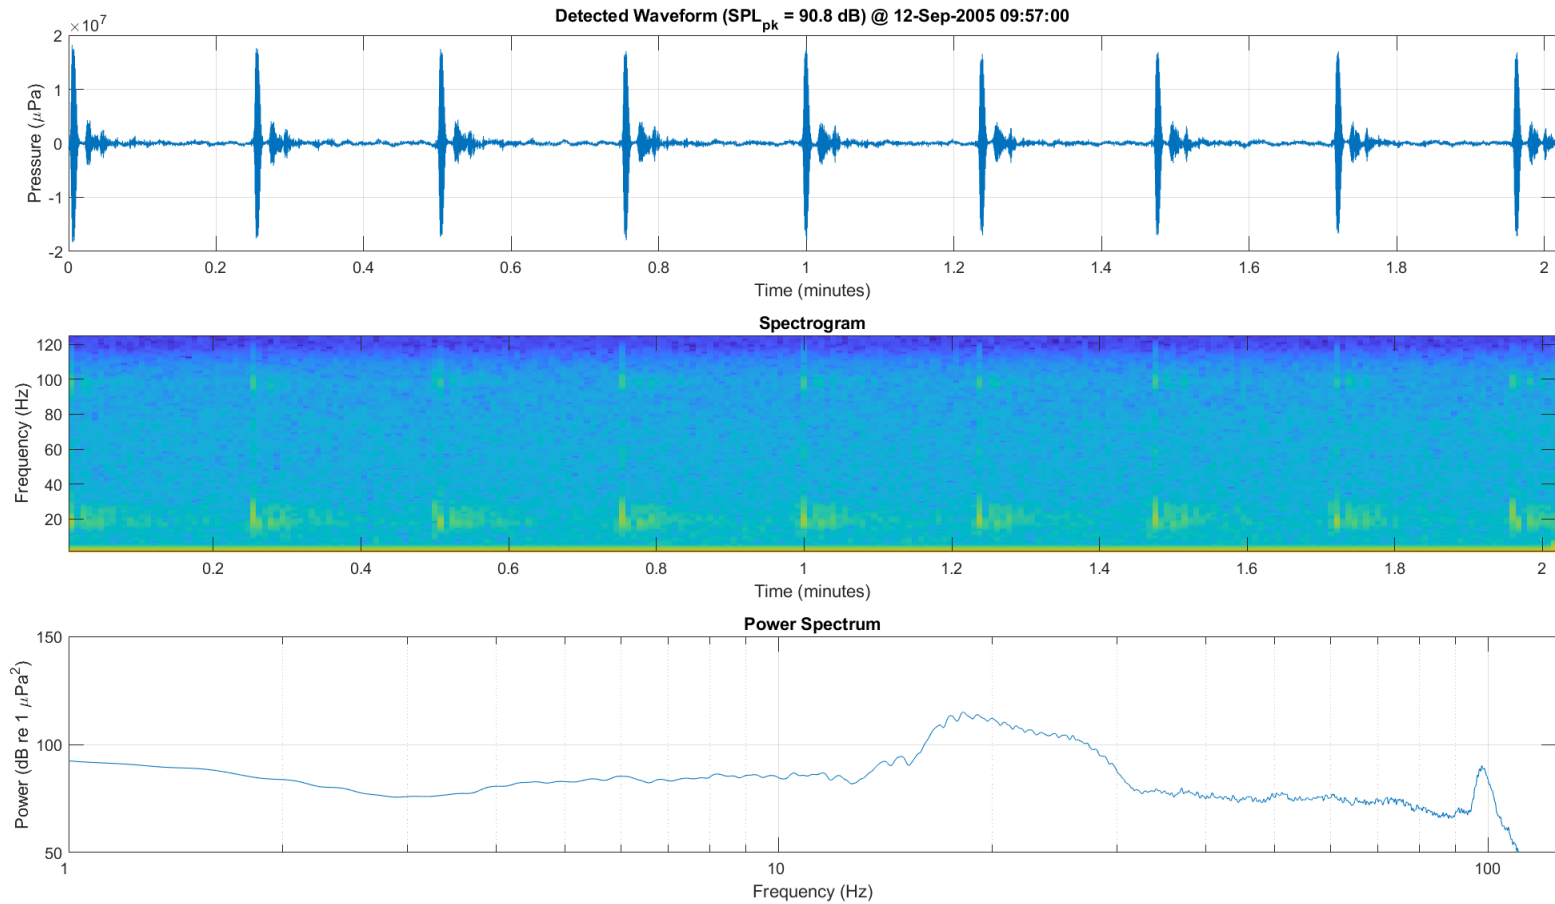 Detected Waveform (SPLpk = 90.8 dB) @ 12-Sep-2005 09:57:00
×10^7
Pressure (μPa)
2
1
0
-1
-2
0 0.2 0.4 0.6 0.8 1 1.2 1.4 1.6 1.8 2
Time (minutes)
Spectrogram
Frequency (Hz)
120
100
80
60
40
20
0.2 0.4 0.6 0.8 1 1.2 1.4 1.6 1.8 2
Time (minutes)
Power Spectrum
Power (dB re 1 μPa²)
150
100
50
1 10 100
Frequency (Hz)